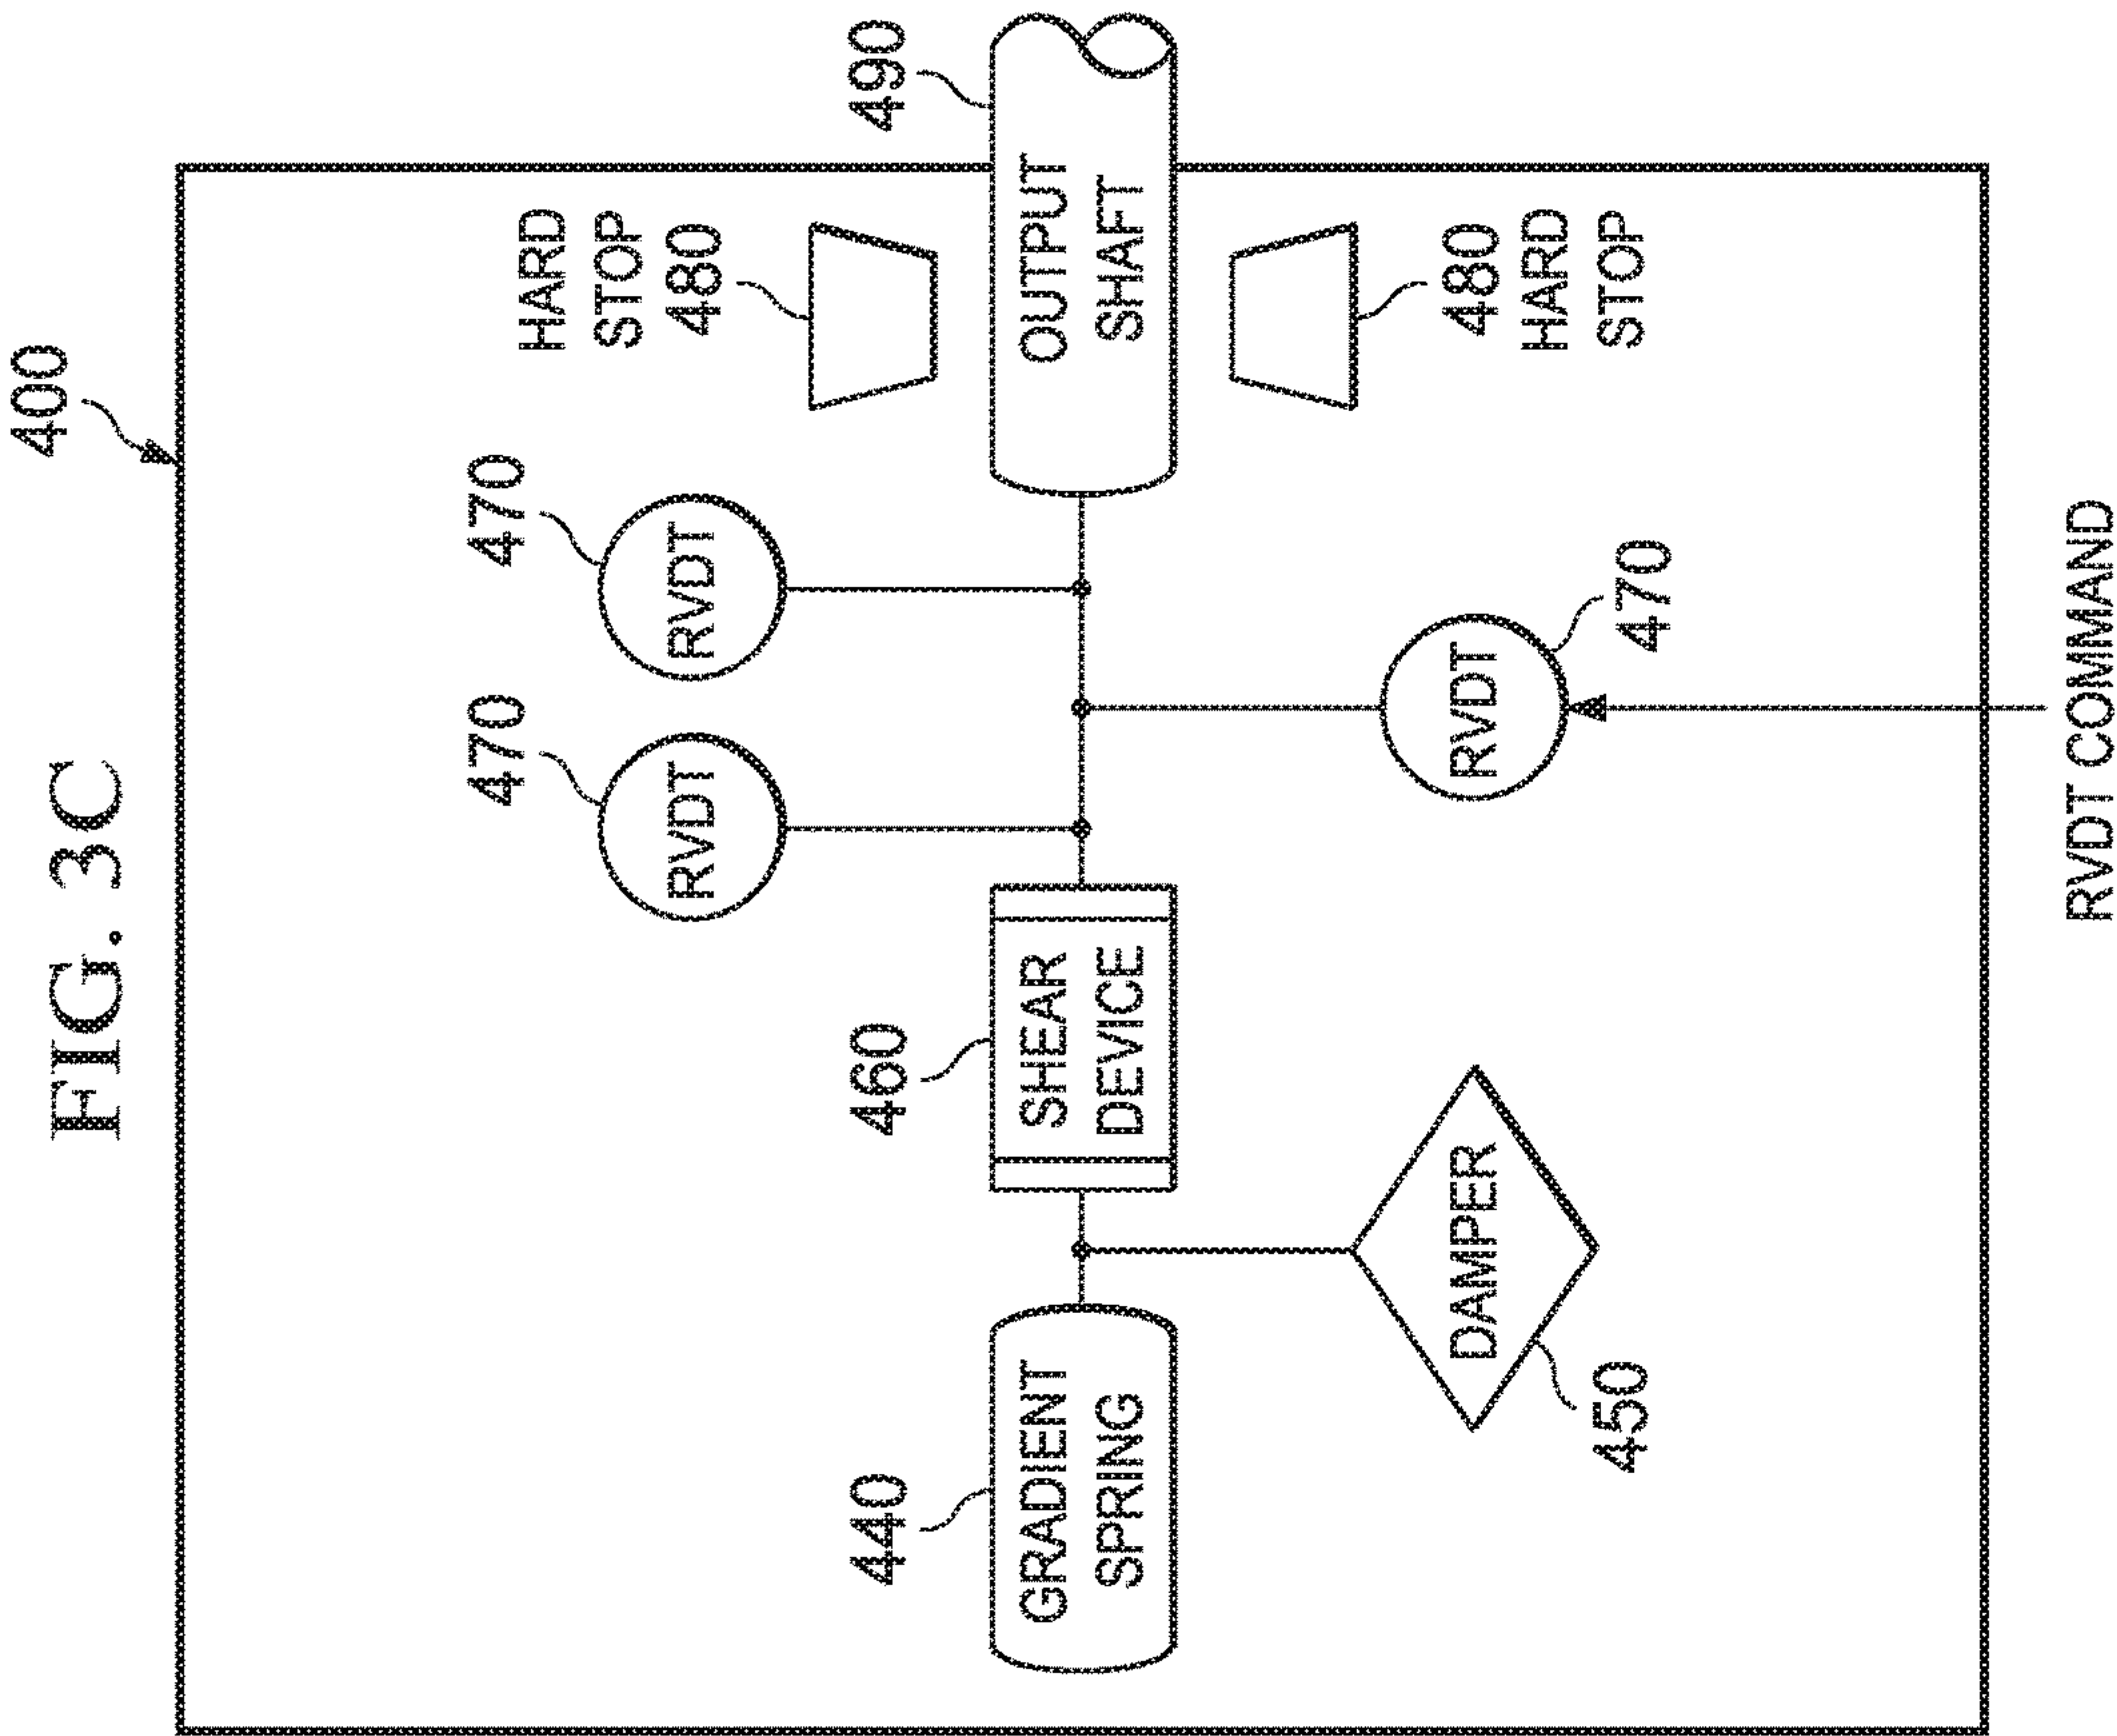 FIG. 3C
400
470
470
HARD
STOP
480
490
440
460
GRADIENT
SPRING
SHEAR
DEVICE
RVDT
RVDT
OUTPUT
SHAFT
DAMPER
450
RVDT
470
480
HARD
STOP
RVDT COMMAND